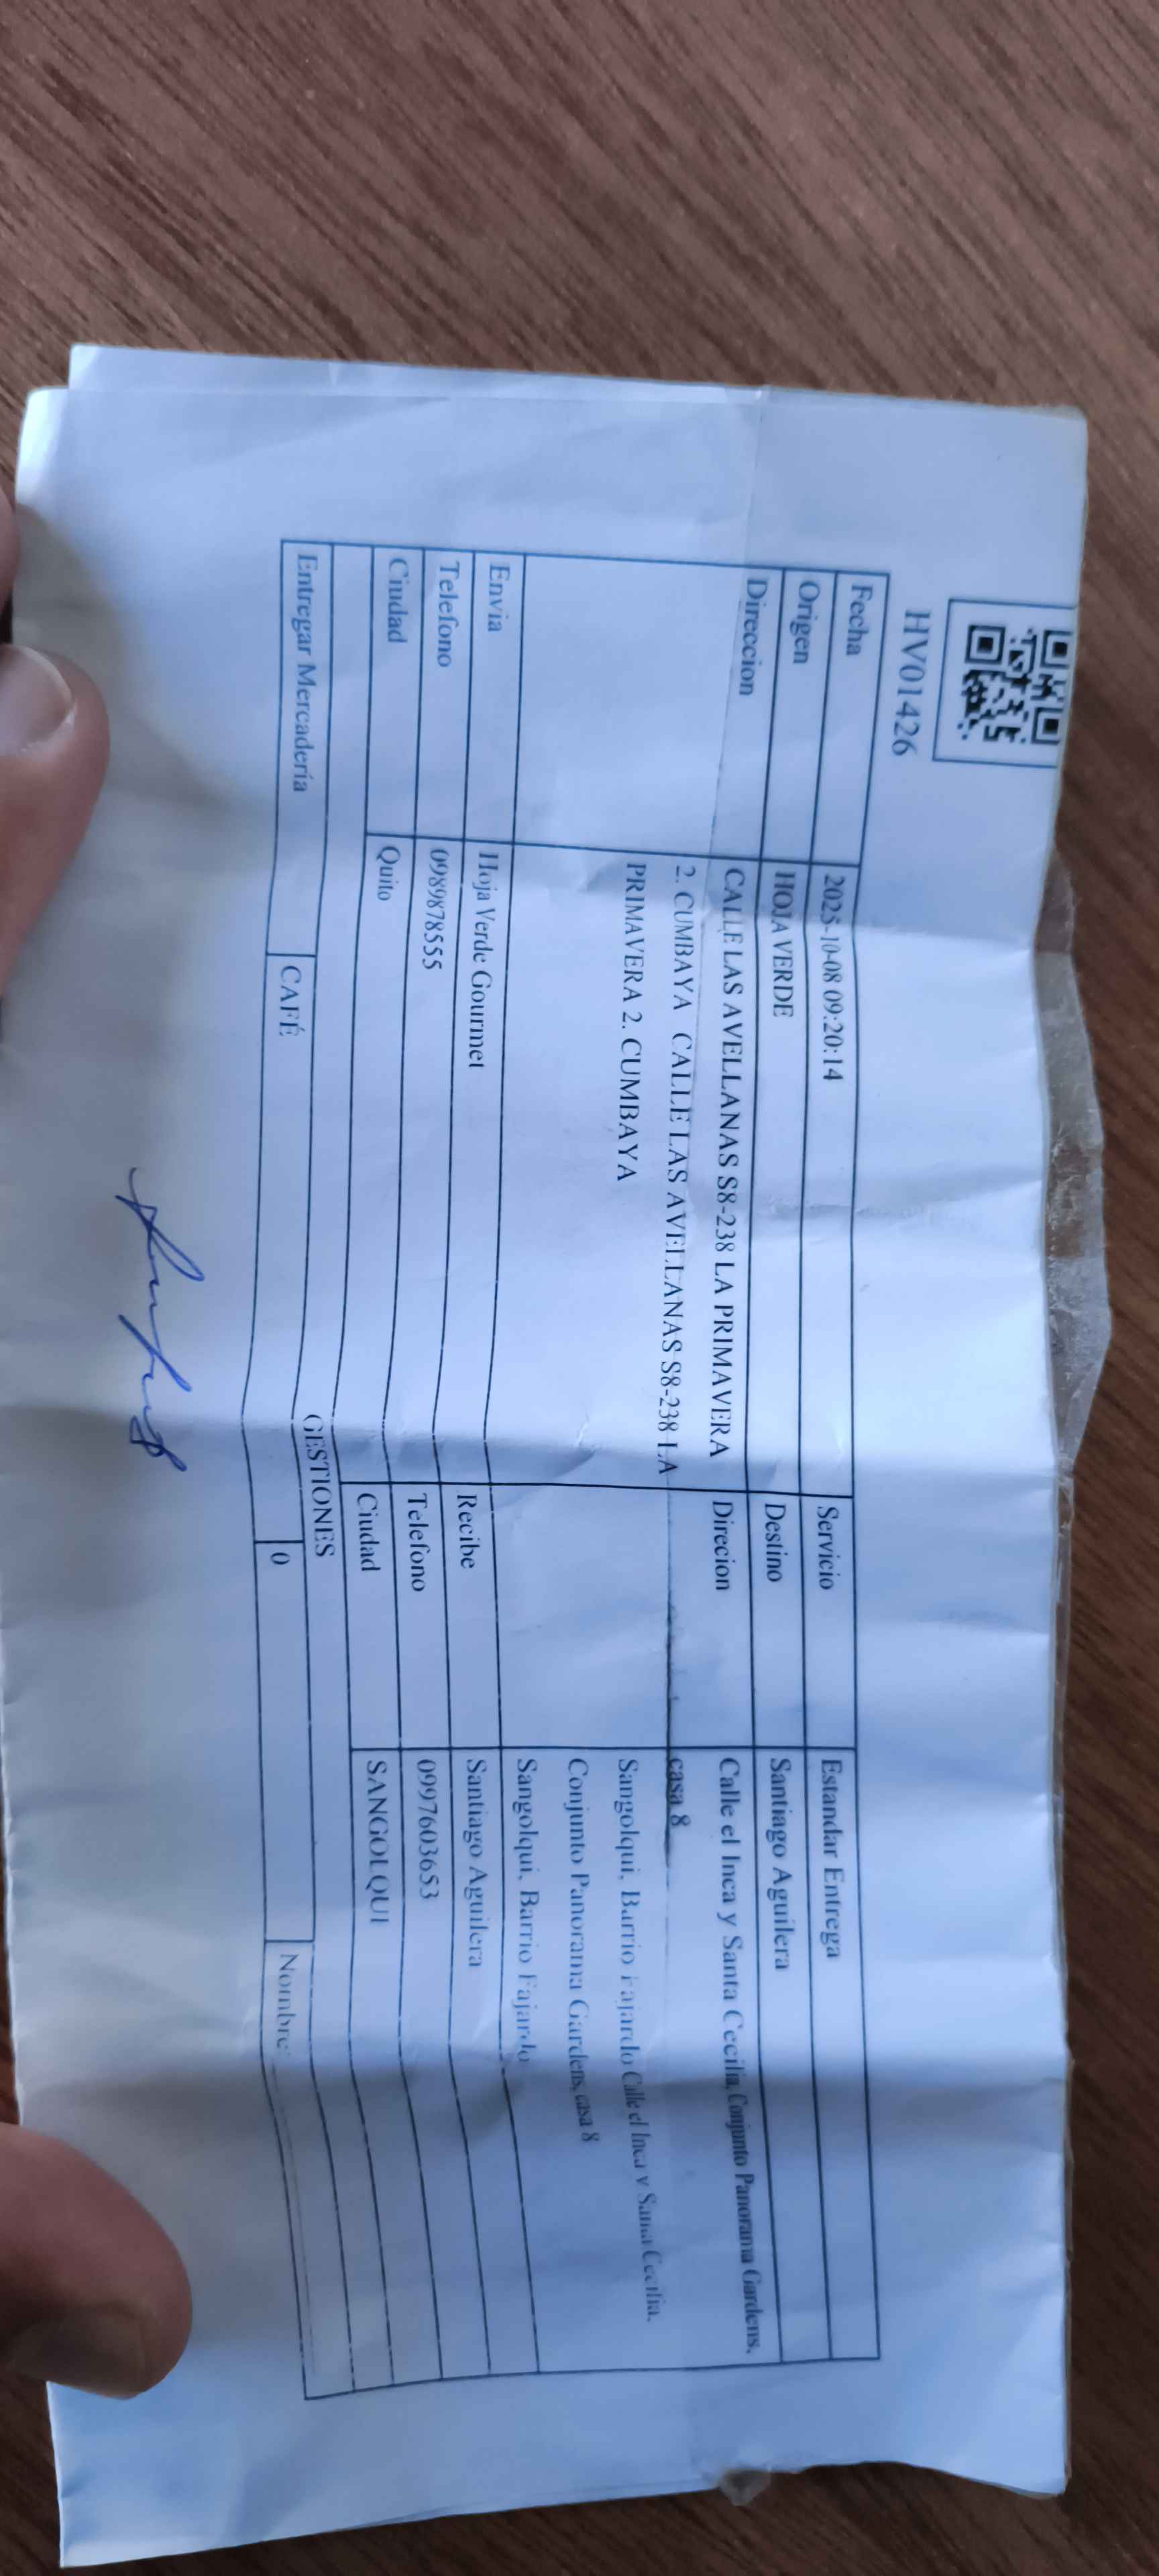 HV01426
Fecha 2025-10-08 09:20:14 Servicio Estandar Entrega
Origen HOJA VERDE Destino Santiago Aguilera
Direccion CALLE LAS AVELLANAS S8-238 LA PRIMAVERA Direcion Calle el Inca y Santa Cecilia, Conjunto Panorama Gardens,
2. CUMBAYA CALLE LAS AVELLANAS S8-238 LA casa 8
PRIMAVERA 2. CUMBAYA Sangolqui, Barrio Fajardo Calle el Inca y Santa Cecilia,
Conjunto Panorama Gardens, casa 8
Sangolqui, Barrio Fajardo
Envia Hoja Verde Gourmet Recibe Santiago Aguilera
Telefono 0989878555 Telefono 0997603653
Ciudad Quito Ciudad SANGOLQUI
GESTIONES
Entregar Mercadería CAFÉ 0 Nombre